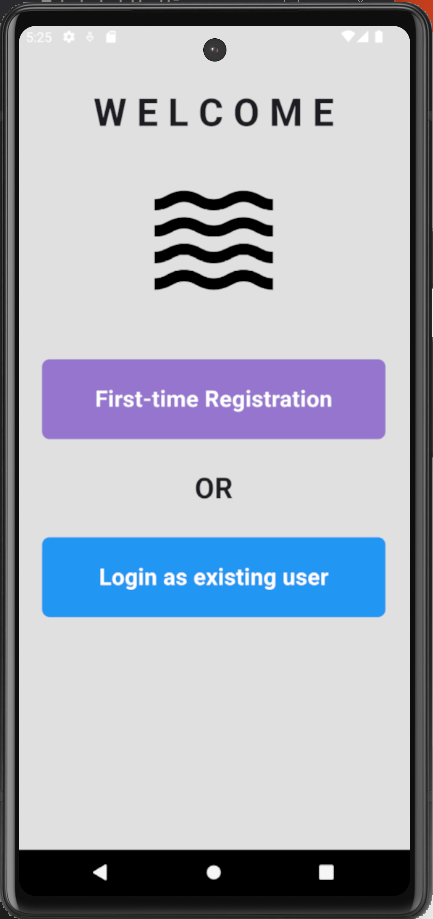 5:25
WELCOME
First-time Registration
OR
Login as existing user